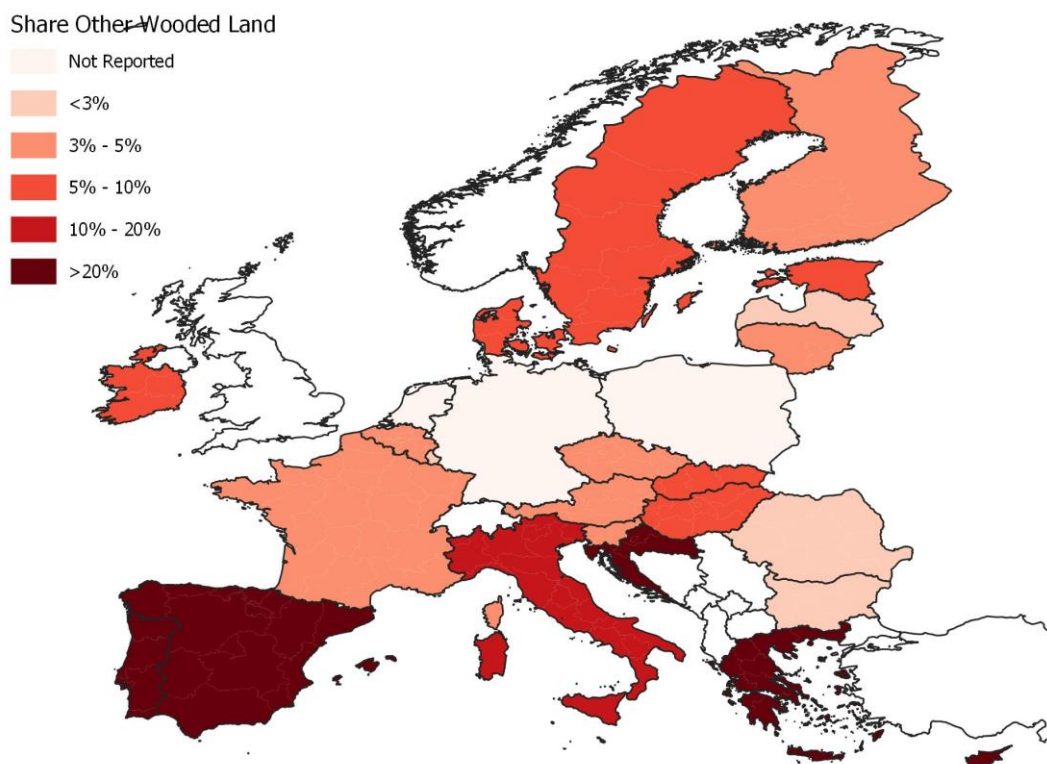 Share Other Wooded Land
Not Reported
<3%
3% - 5%
5% - 10%
10% - 20%
>20%